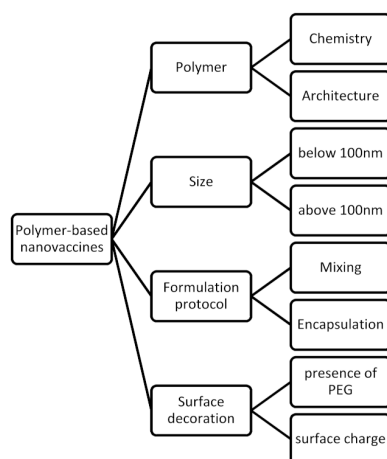 Polymer-based
nanovaccines
Polymer
Chemistry
Architecture
Size
below 100nm
above 100nm
Formulation
protocol
Mixing
Encapsulation
Surface
decoration
presence of
PEG
surface charge